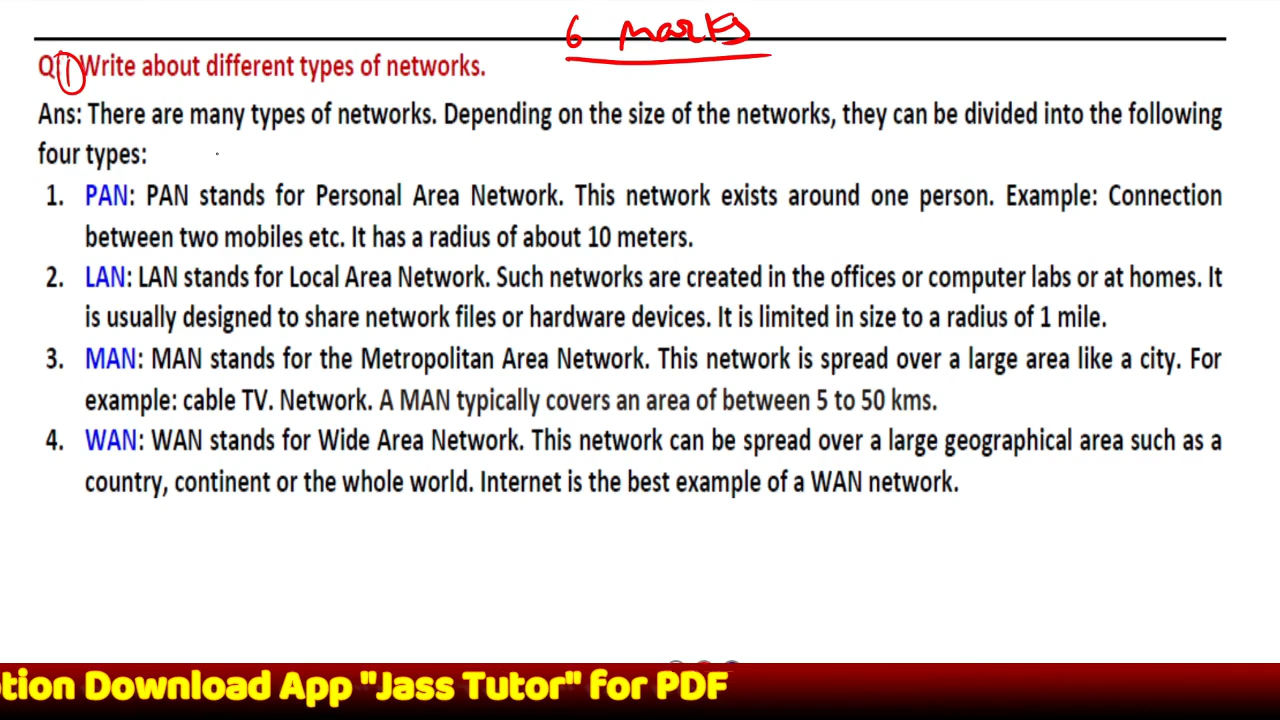 6 marks
Q 1 Write about different types of networks.
Ans: There are many types of networks. Depending on the size of the networks, they can be divided into the following
four types:
1. PAN: PAN stands for Personal Area Network. This network exists around one person. Example: Connection
between two mobiles etc. It has a radius of about 10 meters.
2. LAN: LAN stands for Local Area Network. Such networks are created in the offices or computer labs or at homes. It
is usually designed to share network files or hardware devices. It is limited in size to a radius of 1 mile.
3. MAN: MAN stands for the Metropolitan Area Network. This network is spread over a large area like a city. For
example: cable TV. Network. A MAN typically covers an area of between 5 to 50 kms.
4. WAN: WAN stands for Wide Area Network. This network can be spread over a large geographical area such as a
country, continent or the whole world. Internet is the best example of a WAN network.
tion Download App "Jass Tutor" for PDF